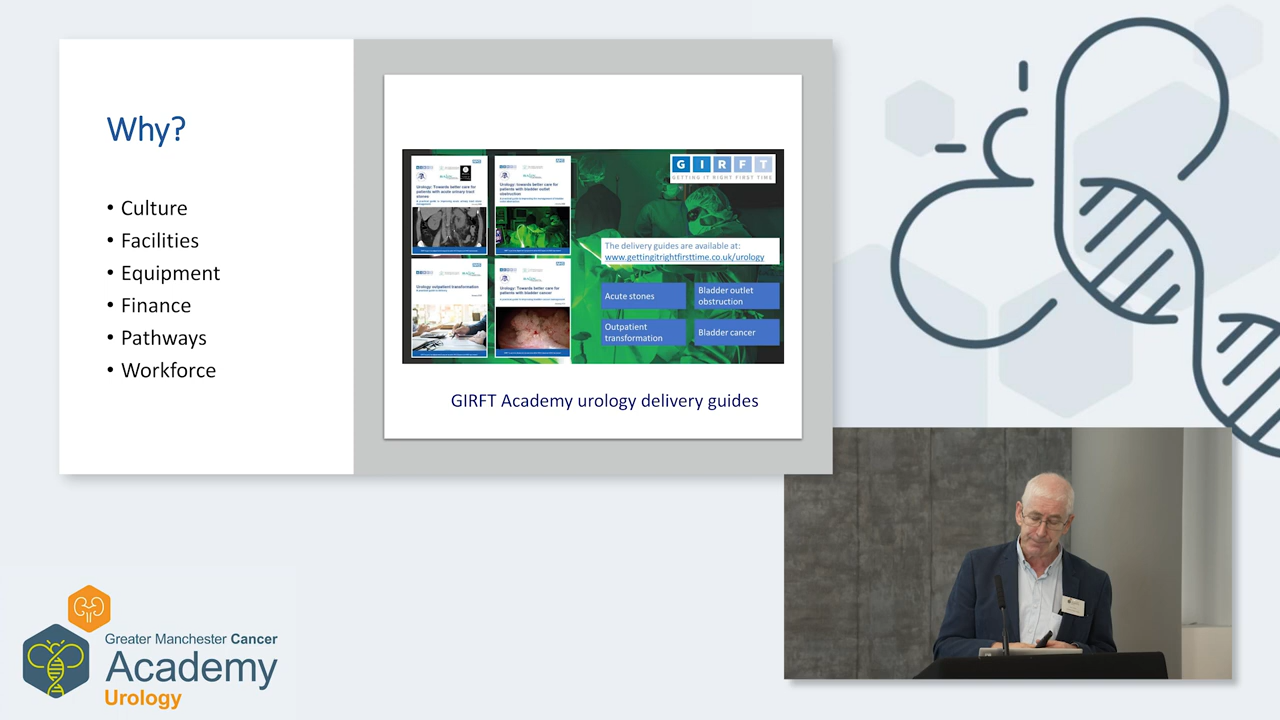 Why?
• Culture
• Facilities
• Equipment
• Finance
• Pathways
• Workforce
Urology: Towards better care for
patients with acute urinary tract
stones
Urology: Towards better care for
patients with bladder outlet
obstruction
Urology outpatient transformation
Urology: Towards better care for
patients with bladder cancer
GIRFT
GETTING IT RIGHT FIRST TIME
The delivery guides are available at:
www.gettingitrightfirsttime.co.uk/urology
Acute stones
Bladder outlet
obstruction
Outpatient
transformation
Bladder cancer
GIRFT Academy urology delivery guides
Greater Manchester Cancer
Academy
Urology